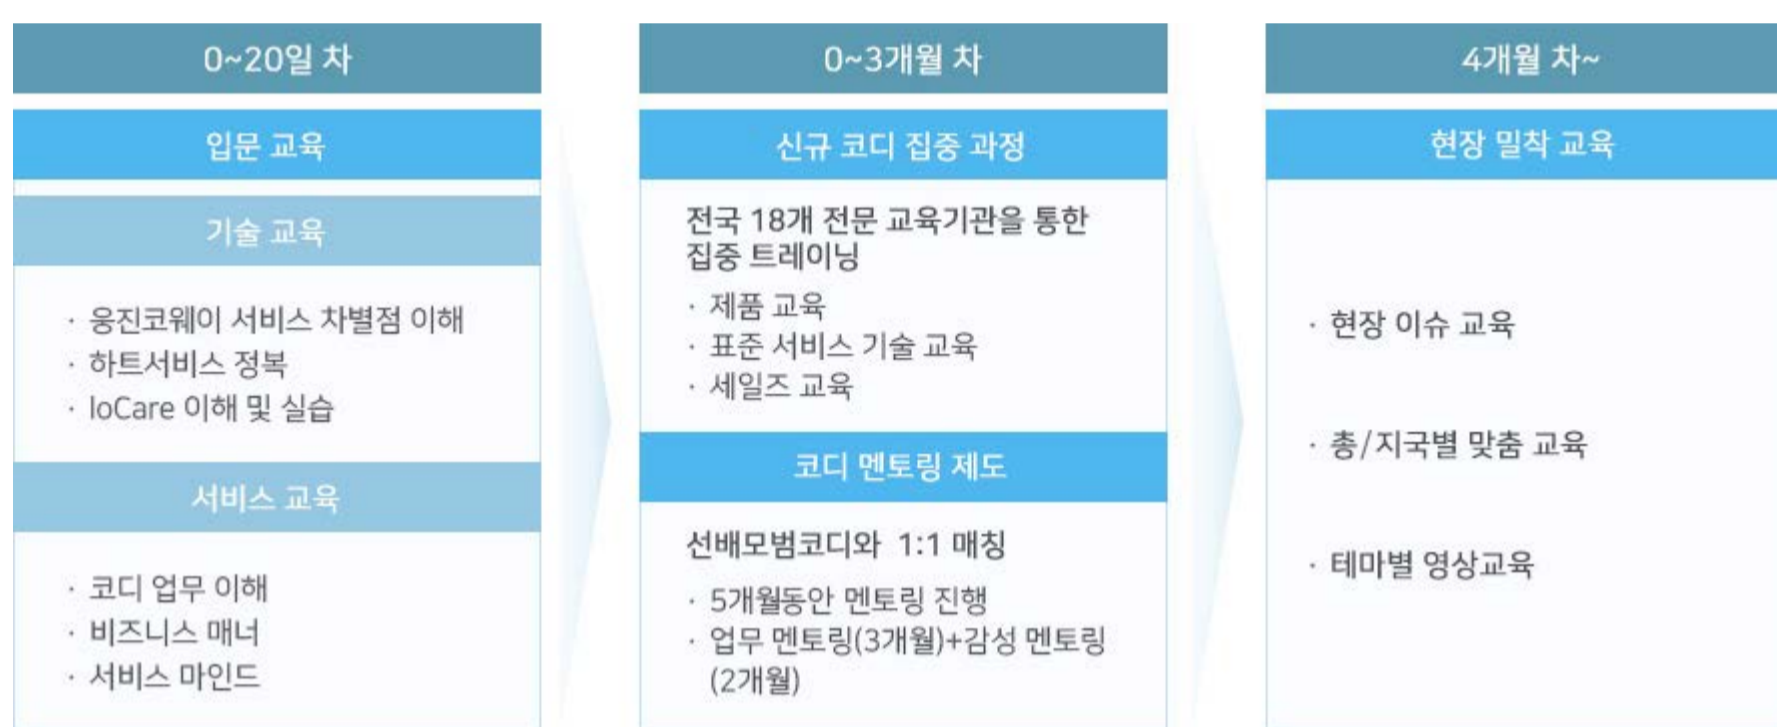 0~20일 차
입문 교육
기술 교육
· 웅진코웨이 서비스 차별점 이해
· 하트서비스 정복
· IoCare 이해 및 실습
서비스 교육
· 코디 업무 이해
· 비즈니스 매너
· 서비스 마인드
0~3개월 차
신규 코디 집중 과정
전국 18개 전문 교육기관을 통한
집중 트레이닝
· 제품 교육
· 표준 서비스 기술 교육
· 세일즈 교육
코디 멘토링 제도
선배모범코디와 1:1 매칭
· 5개월동안 멘토링 진행
· 업무 멘토링(3개월)+감성 멘토링
(2개월)
4개월 차~
현장 밀착 교육
· 현장 이슈 교육
· 총/지국별 맞춤 교육
· 테마별 영상교육